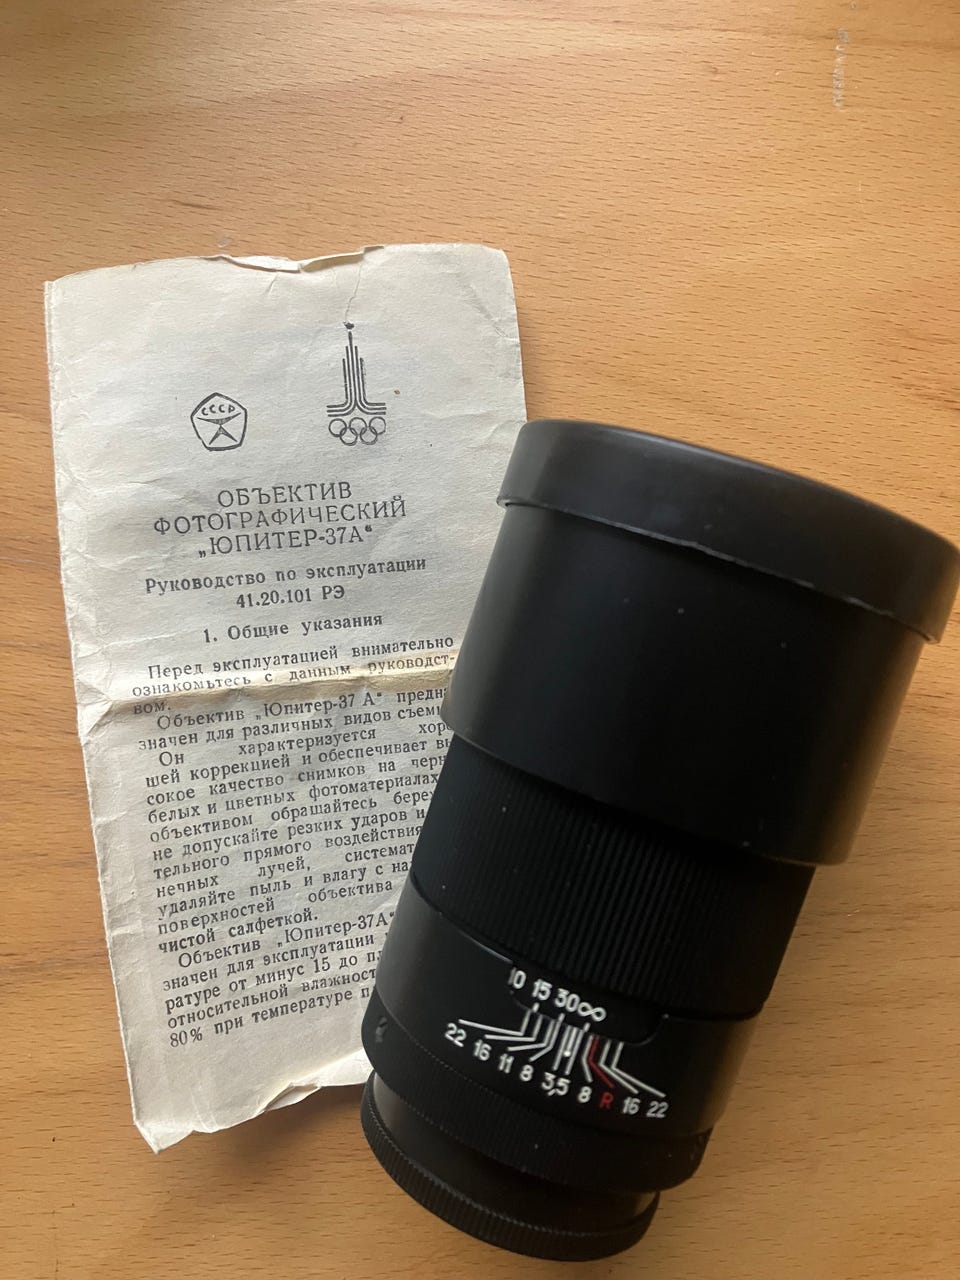 СССР
ОБЪЕКТИВ
ФОТОГРАФИЧЕСКИЙ
„ЮПИТЕР-37А“
Руководство по эксплуатации
41.20.101 РЭ
1. Общие указания
Перед эксплуатацией внимательно
ознакомьтесь с данным руководст-
вом.
Объектив „Юпитер-37 А“ предна
значен для различных видов съем
Он характеризуется хор
шей коррекцией и обеспечивает вы
сокое качество снимков на черн
белых и цветных фотоматериалах.
объективом обращайтесь береж
не допускайте резких ударов и
тельного прямого воздействия
нечных лучей, система
удаляйте пыль и влагу с на
поверхностей объектива
чистой салфеткой.
Объектив „Юпитер-37А“
значен для эксплуатации
ратуре от минус 15 до
относительной влажност
80% при температуре
10 15 30 ∞
22 16 11 8 3,5 8 R 16 22